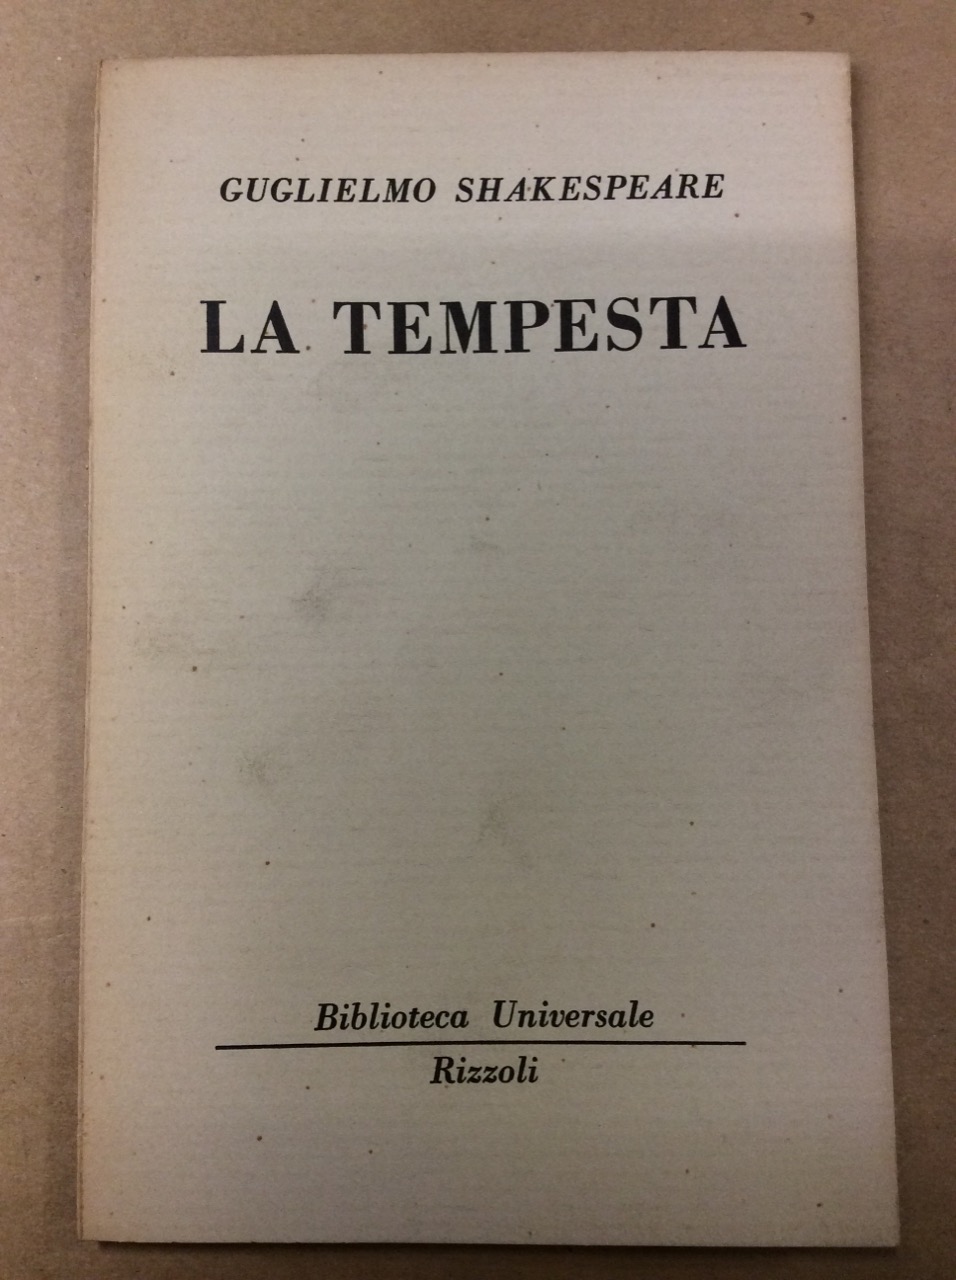 GUGLIELMO SHAKESPEARE
LA TEMPESTA
Biblioteca Universale
Rizzoli